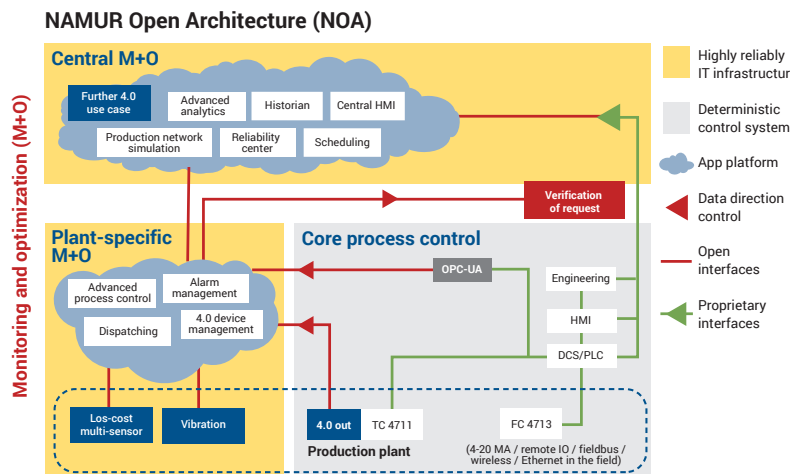 NAMUR Open Architecture (NOA)
Monitoring and optimization (M+O)
Central M+O
Further 4.0
use case
Advanced
analytics
Historian
Central HMI
Production network
simulation
Reliability
center
Scheduling
Verification
of request
Plant-specific
M+O
Advanced
process control
Alarm
management
Dispatching
4.0 device
management
Los-cost
multi-sensor
Vibration
Core process control
OPC-UA
Engineering
HMI
DCS/PLC
4.0 out
TC 4711
FC 4713
Production plant
(4-20 MA / remote IO / fieldbus /
wireless / Ethernet in the field)
Highly reliably
IT infrastructur
Deterministic
control system
App platform
Data direction
control
Open
interfaces
Proprietary
interfaces